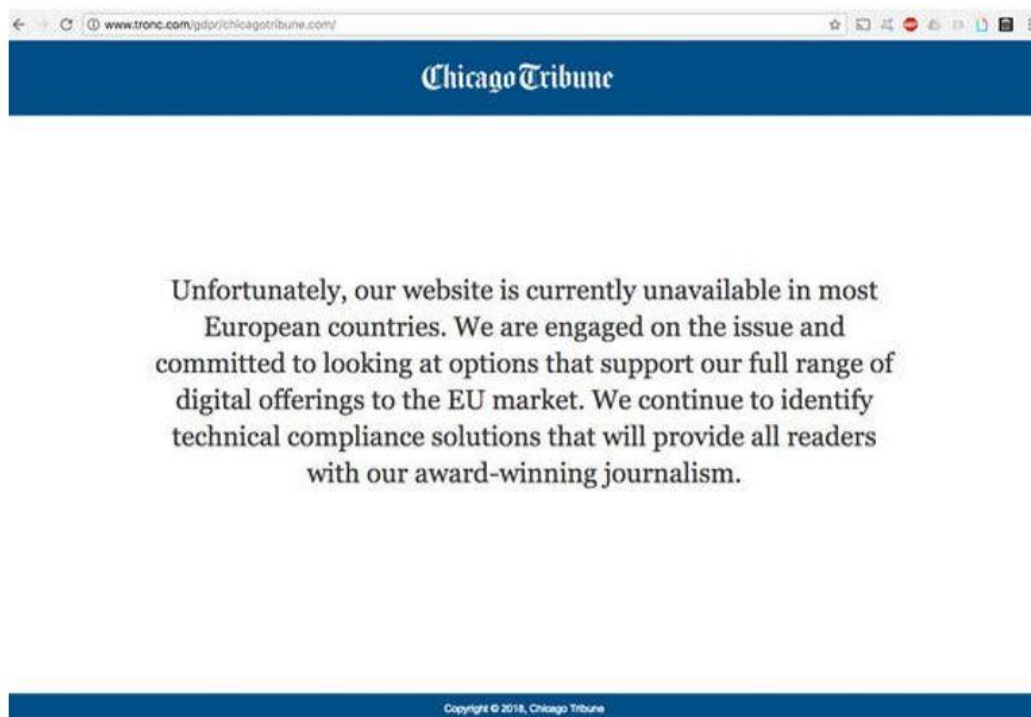 www.tronc.com/gdpr/chicagotribune.com/
Chicago Tribune
Unfortunately, our website is currently unavailable in most
European countries. We are engaged on the issue and
committed to looking at options that support our full range of
digital offerings to the EU market. We continue to identify
technical compliance solutions that will provide all readers
with our award-winning journalism.
Copyright © 2018, Chicago Tribune